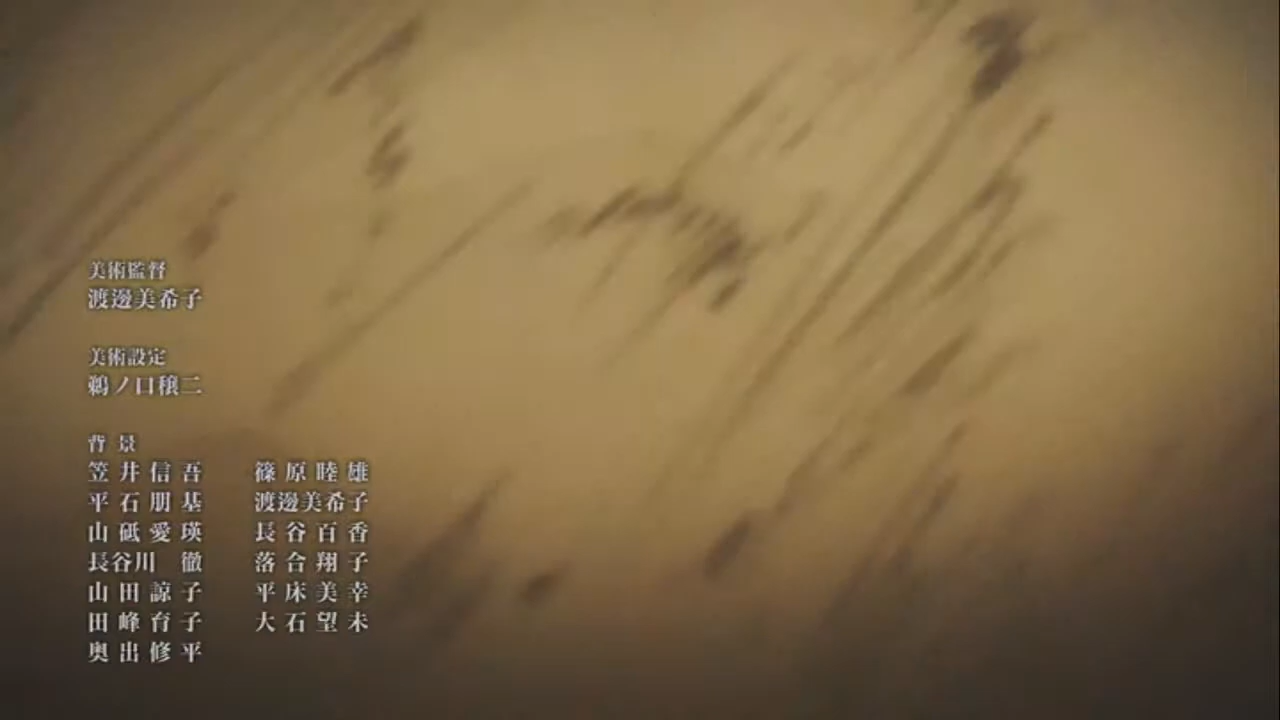 美術監督
渡邊美希子
美術設定
鵜ノ口穣二
背 景
笠 井 信 吾　　篠 原 睦 雄
平 石 朋 基　　渡邊美希子
山 砥 愛 瑛　　長 谷 百 香
長谷川　徹　　落 合 翔 子
山 田 諒 子　　平 床 美 幸
田 峰 育 子　　大 石 望 未
奥 出 修 平